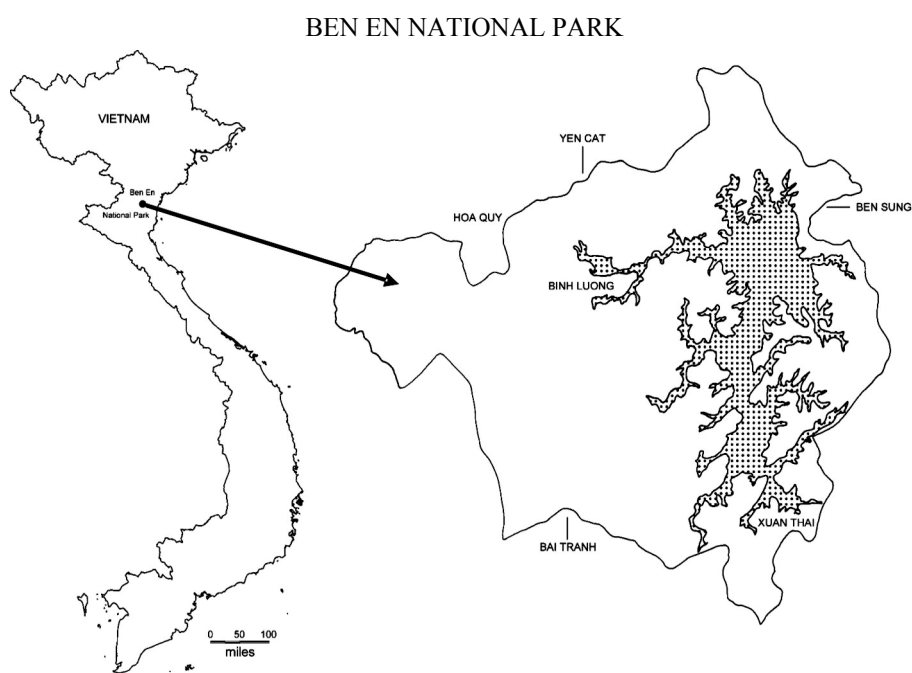 BEN EN NATIONAL PARK
VIETNAM
Ben En
National Park
0 50 100
miles
YEN CAT
HOA QUY
BEN SUNG
BINH LUONG
BAI TRANH
XUAN THAI